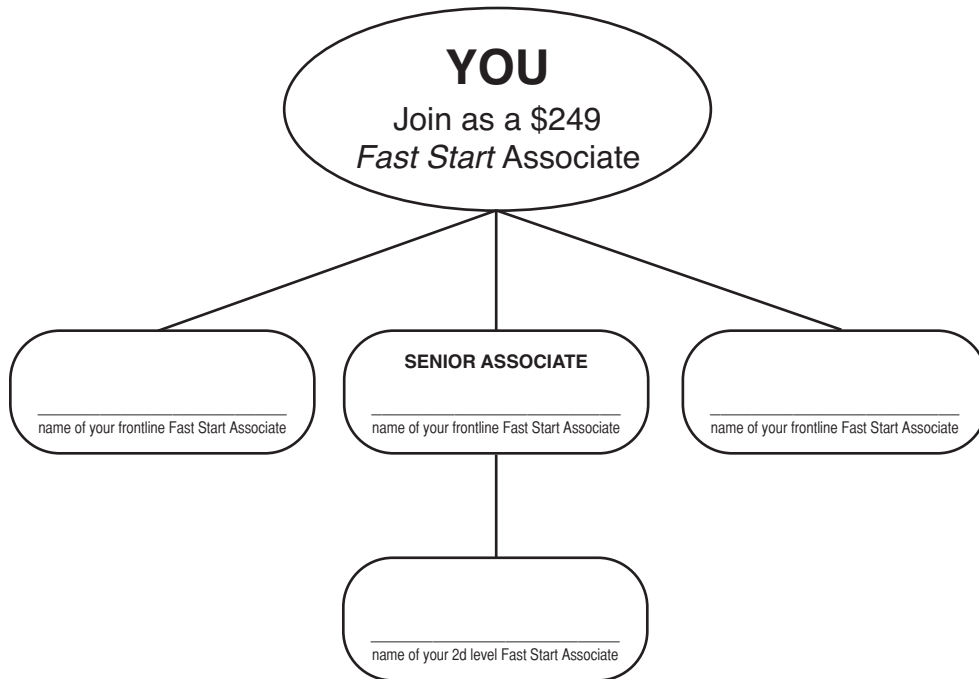 YOU
Join as a $249
Fast Start Associate
name of your frontline Fast Start Associate
SENIOR ASSOCIATE
name of your frontline Fast Start Associate
name of your frontline Fast Start Associate
name of your 2d level Fast Start Associate